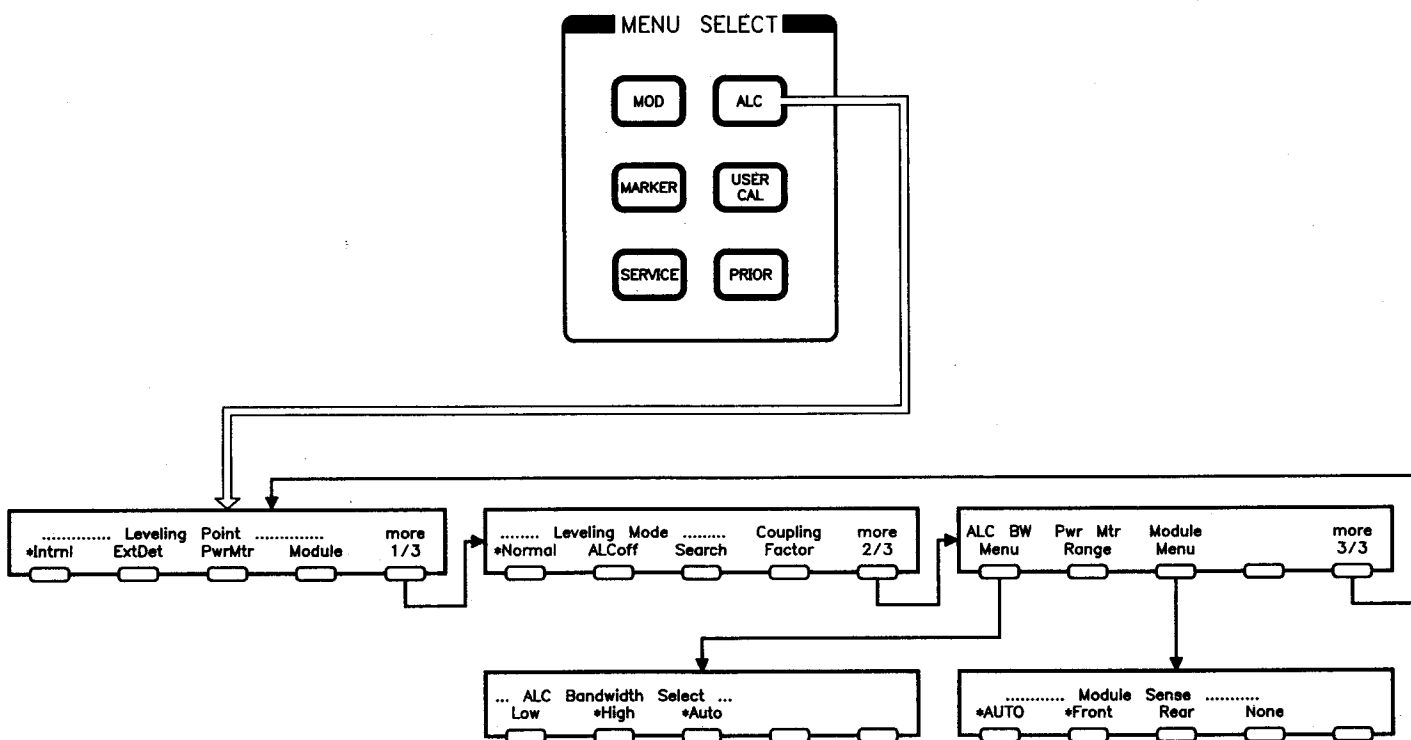 MENU SELECT
MOD ALC
MARKER USER CAL
SERVICE PRIOR
.............. Leveling Point .............. more
*Intrnl ExtDet PwrMtr Module 1/3
........ Leveling Mode ......... Coupling more
*Normal ALCoff Search Factor 2/3
ALC BW Pwr Mtr Module more
Menu Range Menu 3/3
... ALC Bandwidth Select ...
Low *High *Auto
............ Module Sense ...........
*AUTO *Front Rear None